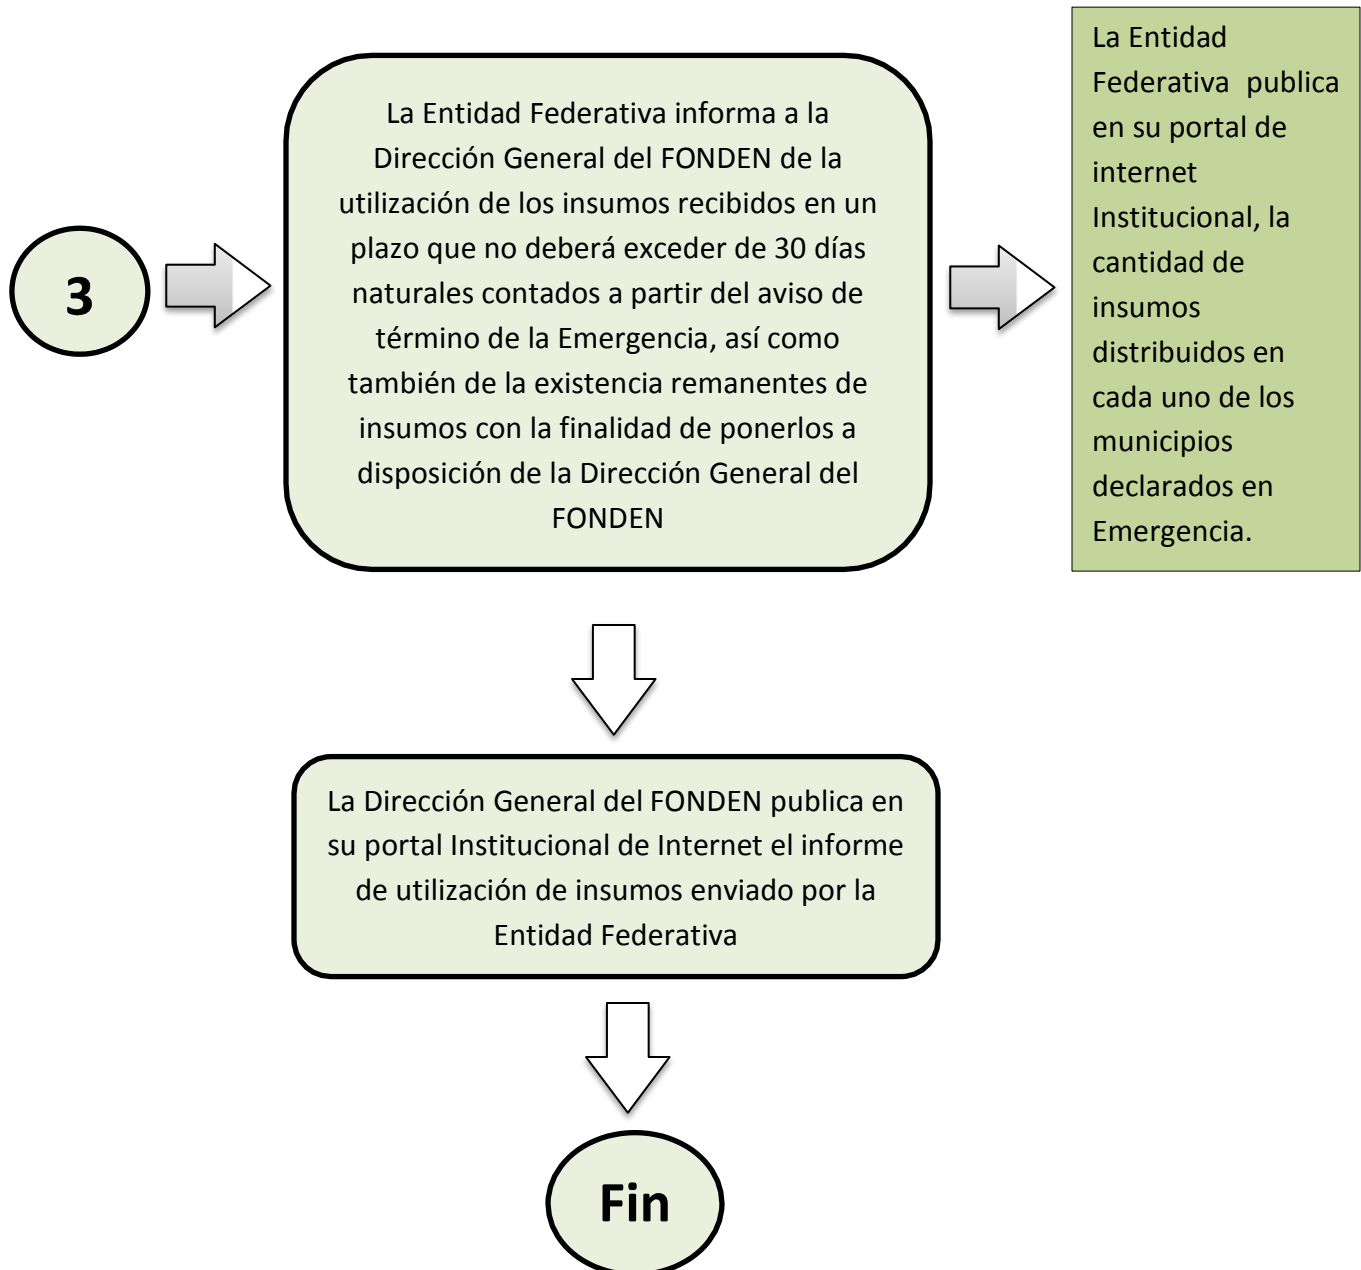 3
La Entidad Federativa informa a la
Dirección General del FONDEN de la
utilización de los insumos recibidos en un
plazo que no deberá exceder de 30 días
naturales contados a partir del aviso de
término de la Emergencia, así como
también de la existencia remanentes de
insumos con la finalidad de ponerlos a
disposición de la Dirección General del
FONDEN
La Entidad
Federativa publica
en su portal de
internet
Institucional, la
cantidad de
insumos
distribuidos en
cada uno de los
municipios
declarados en
Emergencia.
La Dirección General del FONDEN publica en
su portal Institucional de Internet el informe
de utilización de insumos enviado por la
Entidad Federativa
Fin